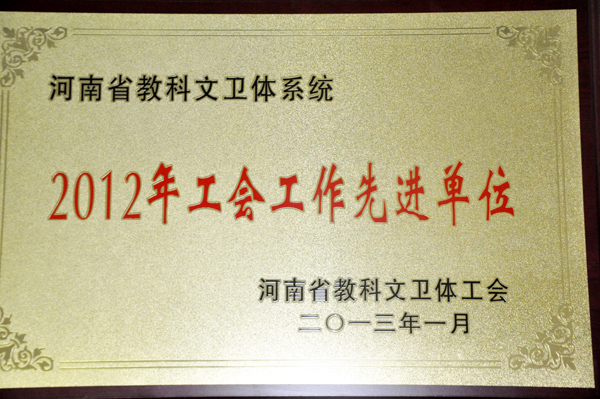 河南省教科文卫体系统
2012年工会工作先进单位
河南省教科文卫体工会
二〇一三年一月